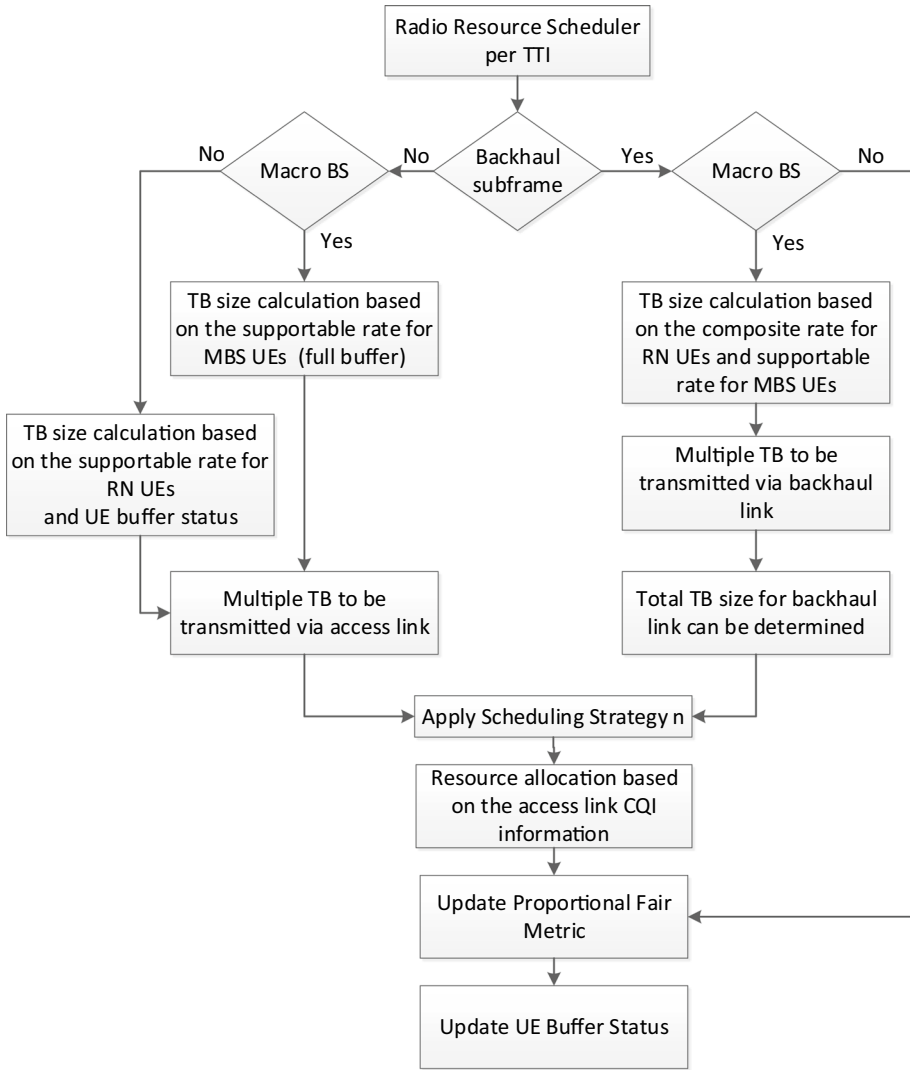 Radio Resource Scheduler
per TTI
No
Macro BS
No
Backhaul
subframe
Yes
Macro BS
No
Yes
Yes
TB size calculation based
on the supportable rate for
MBS UEs (full buffer)
TB size calculation based
on the composite rate for
RN UEs and supportable
rate for MBS UEs
TB size calculation based
on the supportable rate for
RN UEs
and UE buffer status
Multiple TB to be
transmitted via backhaul
link
Multiple TB to be
transmitted via access link
Total TB size for backhaul
link can be determined
Apply Scheduling Strategy n
Resource allocation based
on the access link CQI
information
Update Proportional Fair
Metric
Update UE Buffer Status